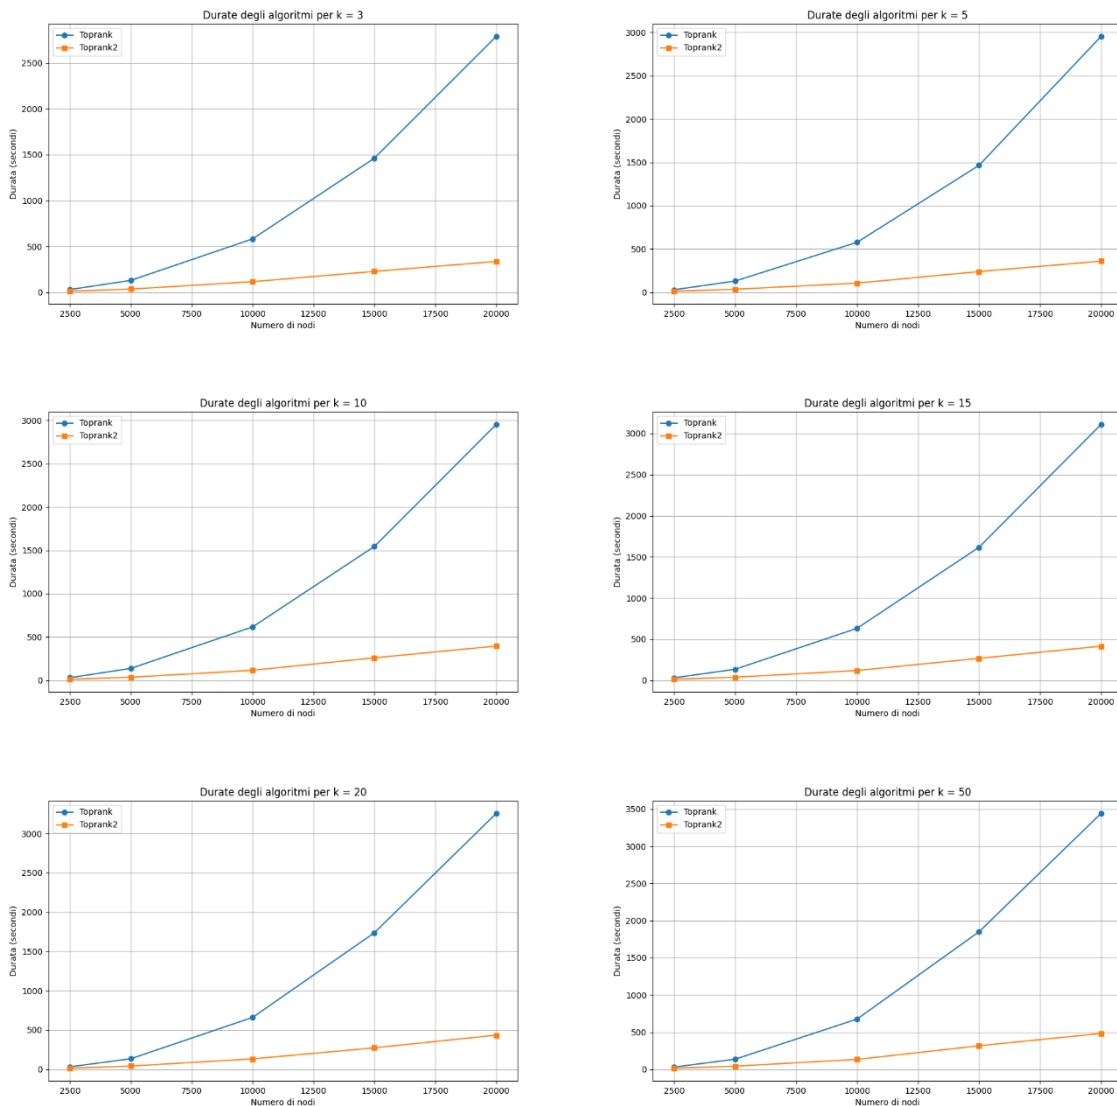 Durate degli algoritmi per k = 3
Toprank
Toprank2
Durata (secondi)
2500
2000
1500
1000
500
0
2500 5000 7500 10000 12500 15000 17500 20000
Numero di nodi
Durate degli algoritmi per k = 5
Toprank
Toprank2
Durata (secondi)
3000
2500
2000
1500
1000
500
0
2500 5000 7500 10000 12500 15000 17500 20000
Numero di nodi
Durate degli algoritmi per k = 10
Toprank
Toprank2
Durata (secondi)
3000
2500
2000
1500
1000
500
0
2500 5000 7500 10000 12500 15000 17500 20000
Numero di nodi
Durate degli algoritmi per k = 15
Toprank
Toprank2
Durata (secondi)
3000
2500
2000
1500
1000
500
0
2500 5000 7500 10000 12500 15000 17500 20000
Numero di nodi
Durate degli algoritmi per k = 20
Toprank
Toprank2
Durata (secondi)
3000
2500
2000
1500
1000
500
0
2500 5000 7500 10000 12500 15000 17500 20000
Numero di nodi
Durate degli algoritmi per k = 50
Toprank
Toprank2
Durata (secondi)
3500
3000
2500
2000
1500
1000
500
0
2500 5000 7500 10000 12500 15000 17500 20000
Numero di nodi